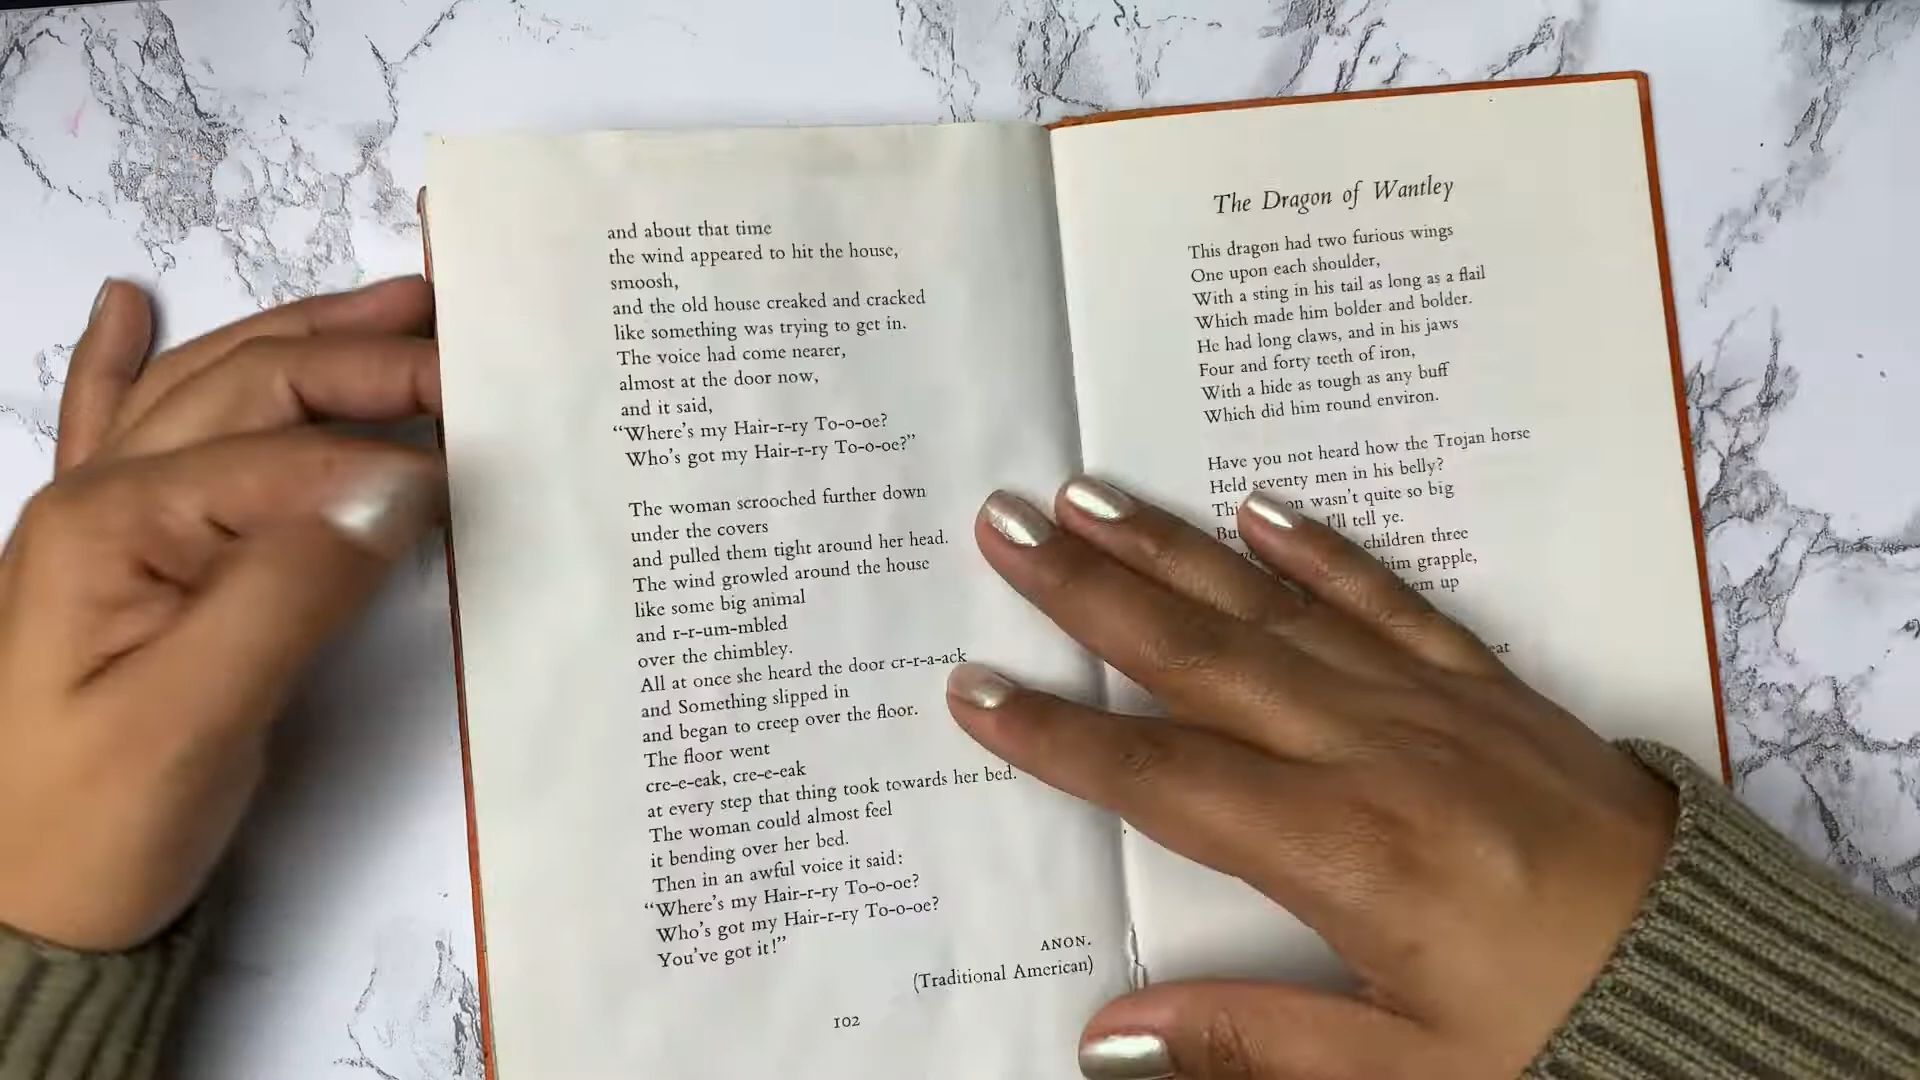 and about that time
the wind appeared to hit the house,
smoosh,
and the old house creaked and cracked
like something was trying to get in.
The voice had come nearer,
almost at the door now,
and it said,
“Where's my Hair-r-ry To-o-oe?
Who's got my Hair-r-ry To-o-oe?”
The woman scrooched further down
under the covers
and pulled them tight around her head.
The wind growled around the house
like some big animal
and r-r-um-mbled
over the chimbley.
All at once she heard the door cr-r-a-ack
and Something slipped in
and began to creep over the floor.
The floor went
cre-e-eak, cre-e-eak
at every step that thing took towards her bed.
The woman could almost feel
it bending over her bed.
Then in an awful voice it said:
“Where's my Hair-r-ry To-o-oe?
Who's got my Hair-r-ry To-o-oe?
You've got it!”
ANON.
(Traditional American)
102
The Dragon of Wantley
This dragon had two furious wings
One upon each shoulder,
With a sting in his tail as long as a flail
Which made him bolder and bolder.
He had long claws, and in his jaws
Four and forty teeth of iron,
With a hide as tough as any buff
Which did him round environ.
Have you not heard how the Trojan horse
Held seventy men in his belly?
wasn't quite so big
I'll tell ye.
children three
him grapple,
up